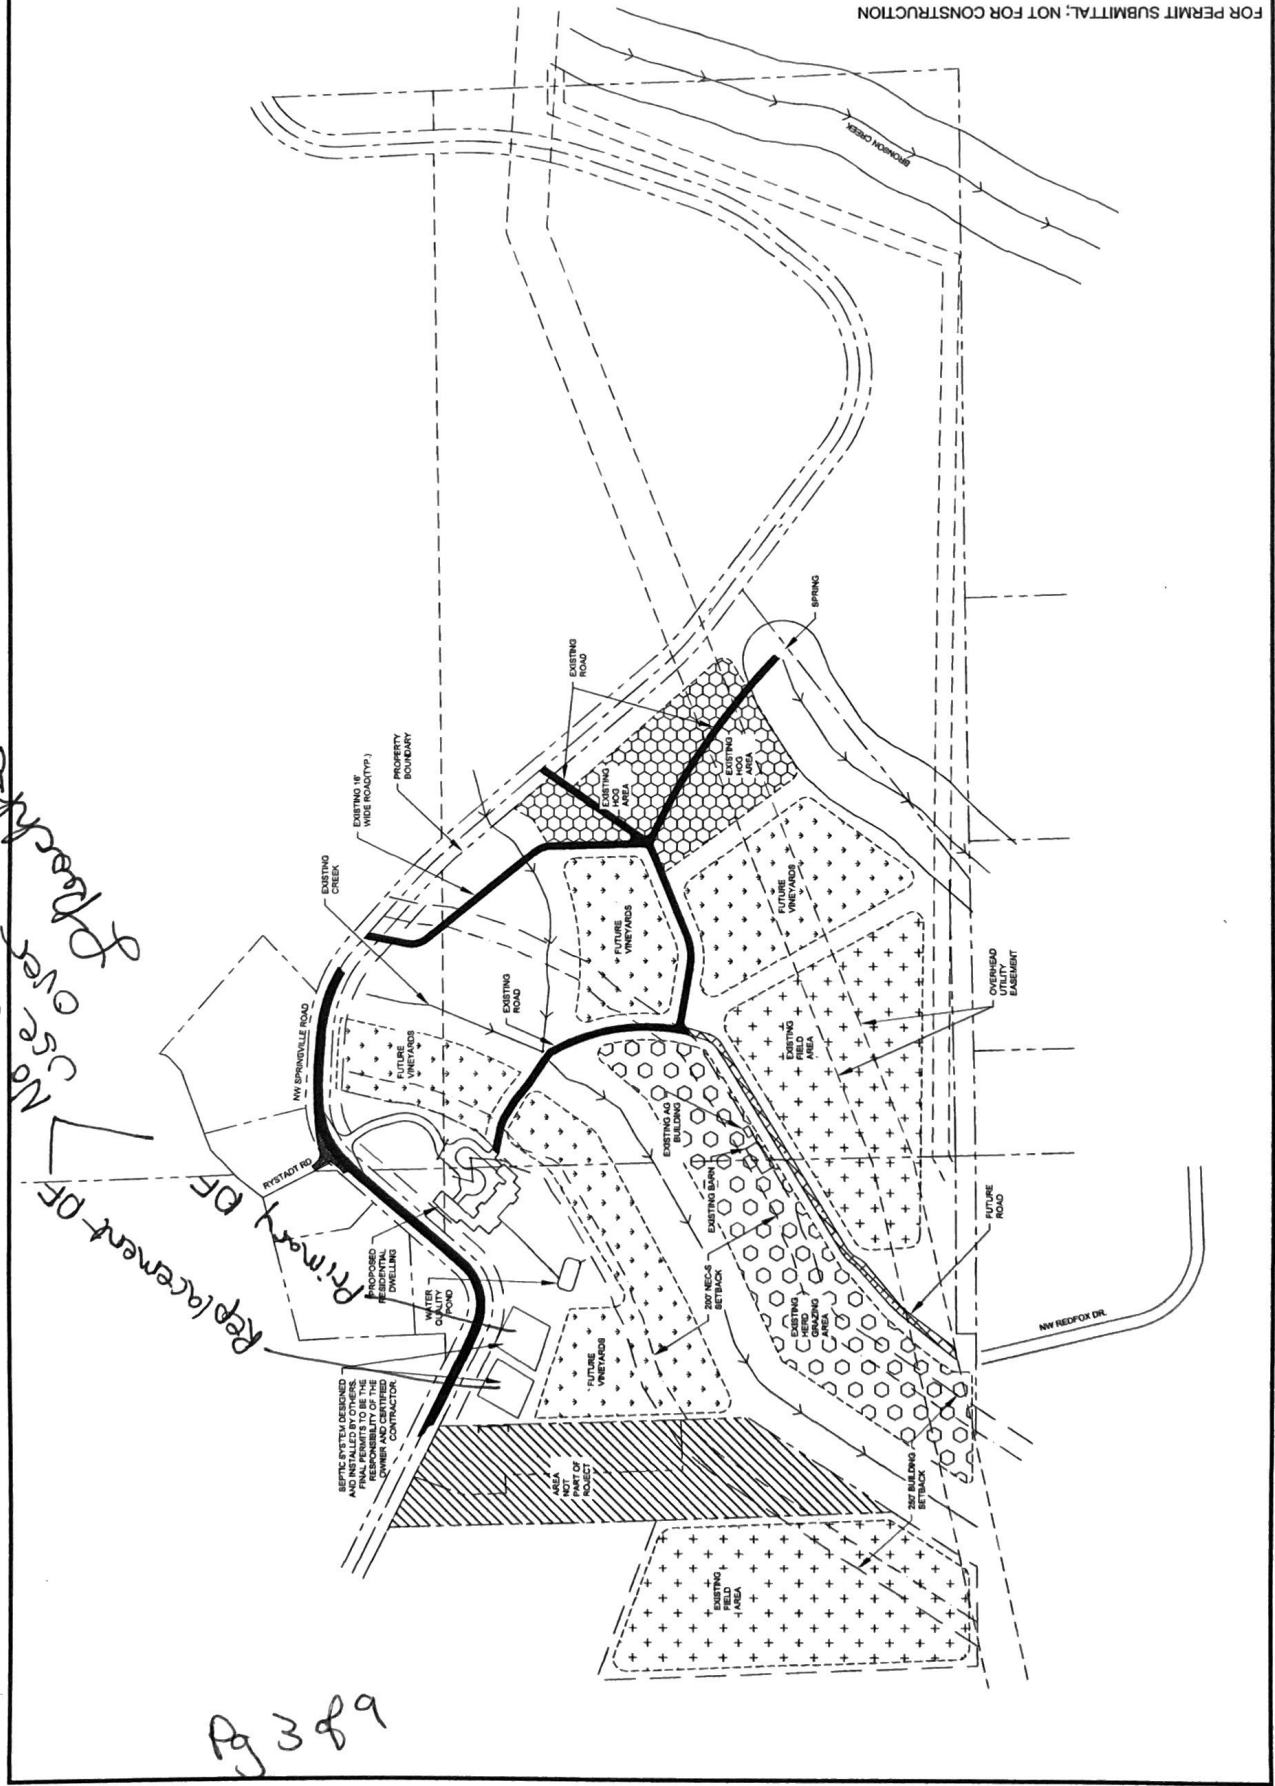 FOR PERMIT SUBMITTAL; NOT FOR CONSTRUCTION
BRONSON CREEK
SPRING
EXISTING
ROAD
EXISTING
HOG
AREA
EXISTING
HOG
AREA
PROPERTY
BOUNDARY
EXISTING 16'
WIDE ROAD(TYP.)
EXISTING
CREEK
FUTURE
VINEYARDS
FUTURE
VINEYARDS
OVERHEAD
UTILITY
EASEMENT
EXISTING
FIELD
AREA
EXISTING
ROAD
NW SPRINGVILLE ROAD
FUTURE
VINEYARDS
EXISTING AG
BUILDING
EXISTING BARN
RYSTADT RD
FUTURE
ROAD
NW REDFOX DR.
200' NEC-S
SETBACK
EXISTING
HERD
GRAZING
AREA
PROPOSED
RESIDENTIAL
DWELLING
WATER
QUALITY
POND
FUTURE
VINEYARDS
SEPTIC SYSTEM DESIGNED
AND INSTALLED BY OTHERS.
FINAL PERMITS TO BE THE
RESPONSIBILITY OF THE
OWNER AND CERTIFIED
CONTRACTOR.
AREA
NOT
PART OF
ROJECT
250' BUILDING
SETBACK
EXISTING
FIELD
AREA
No
use over
Replacement DF
Primary DF
Pg 3 of 9